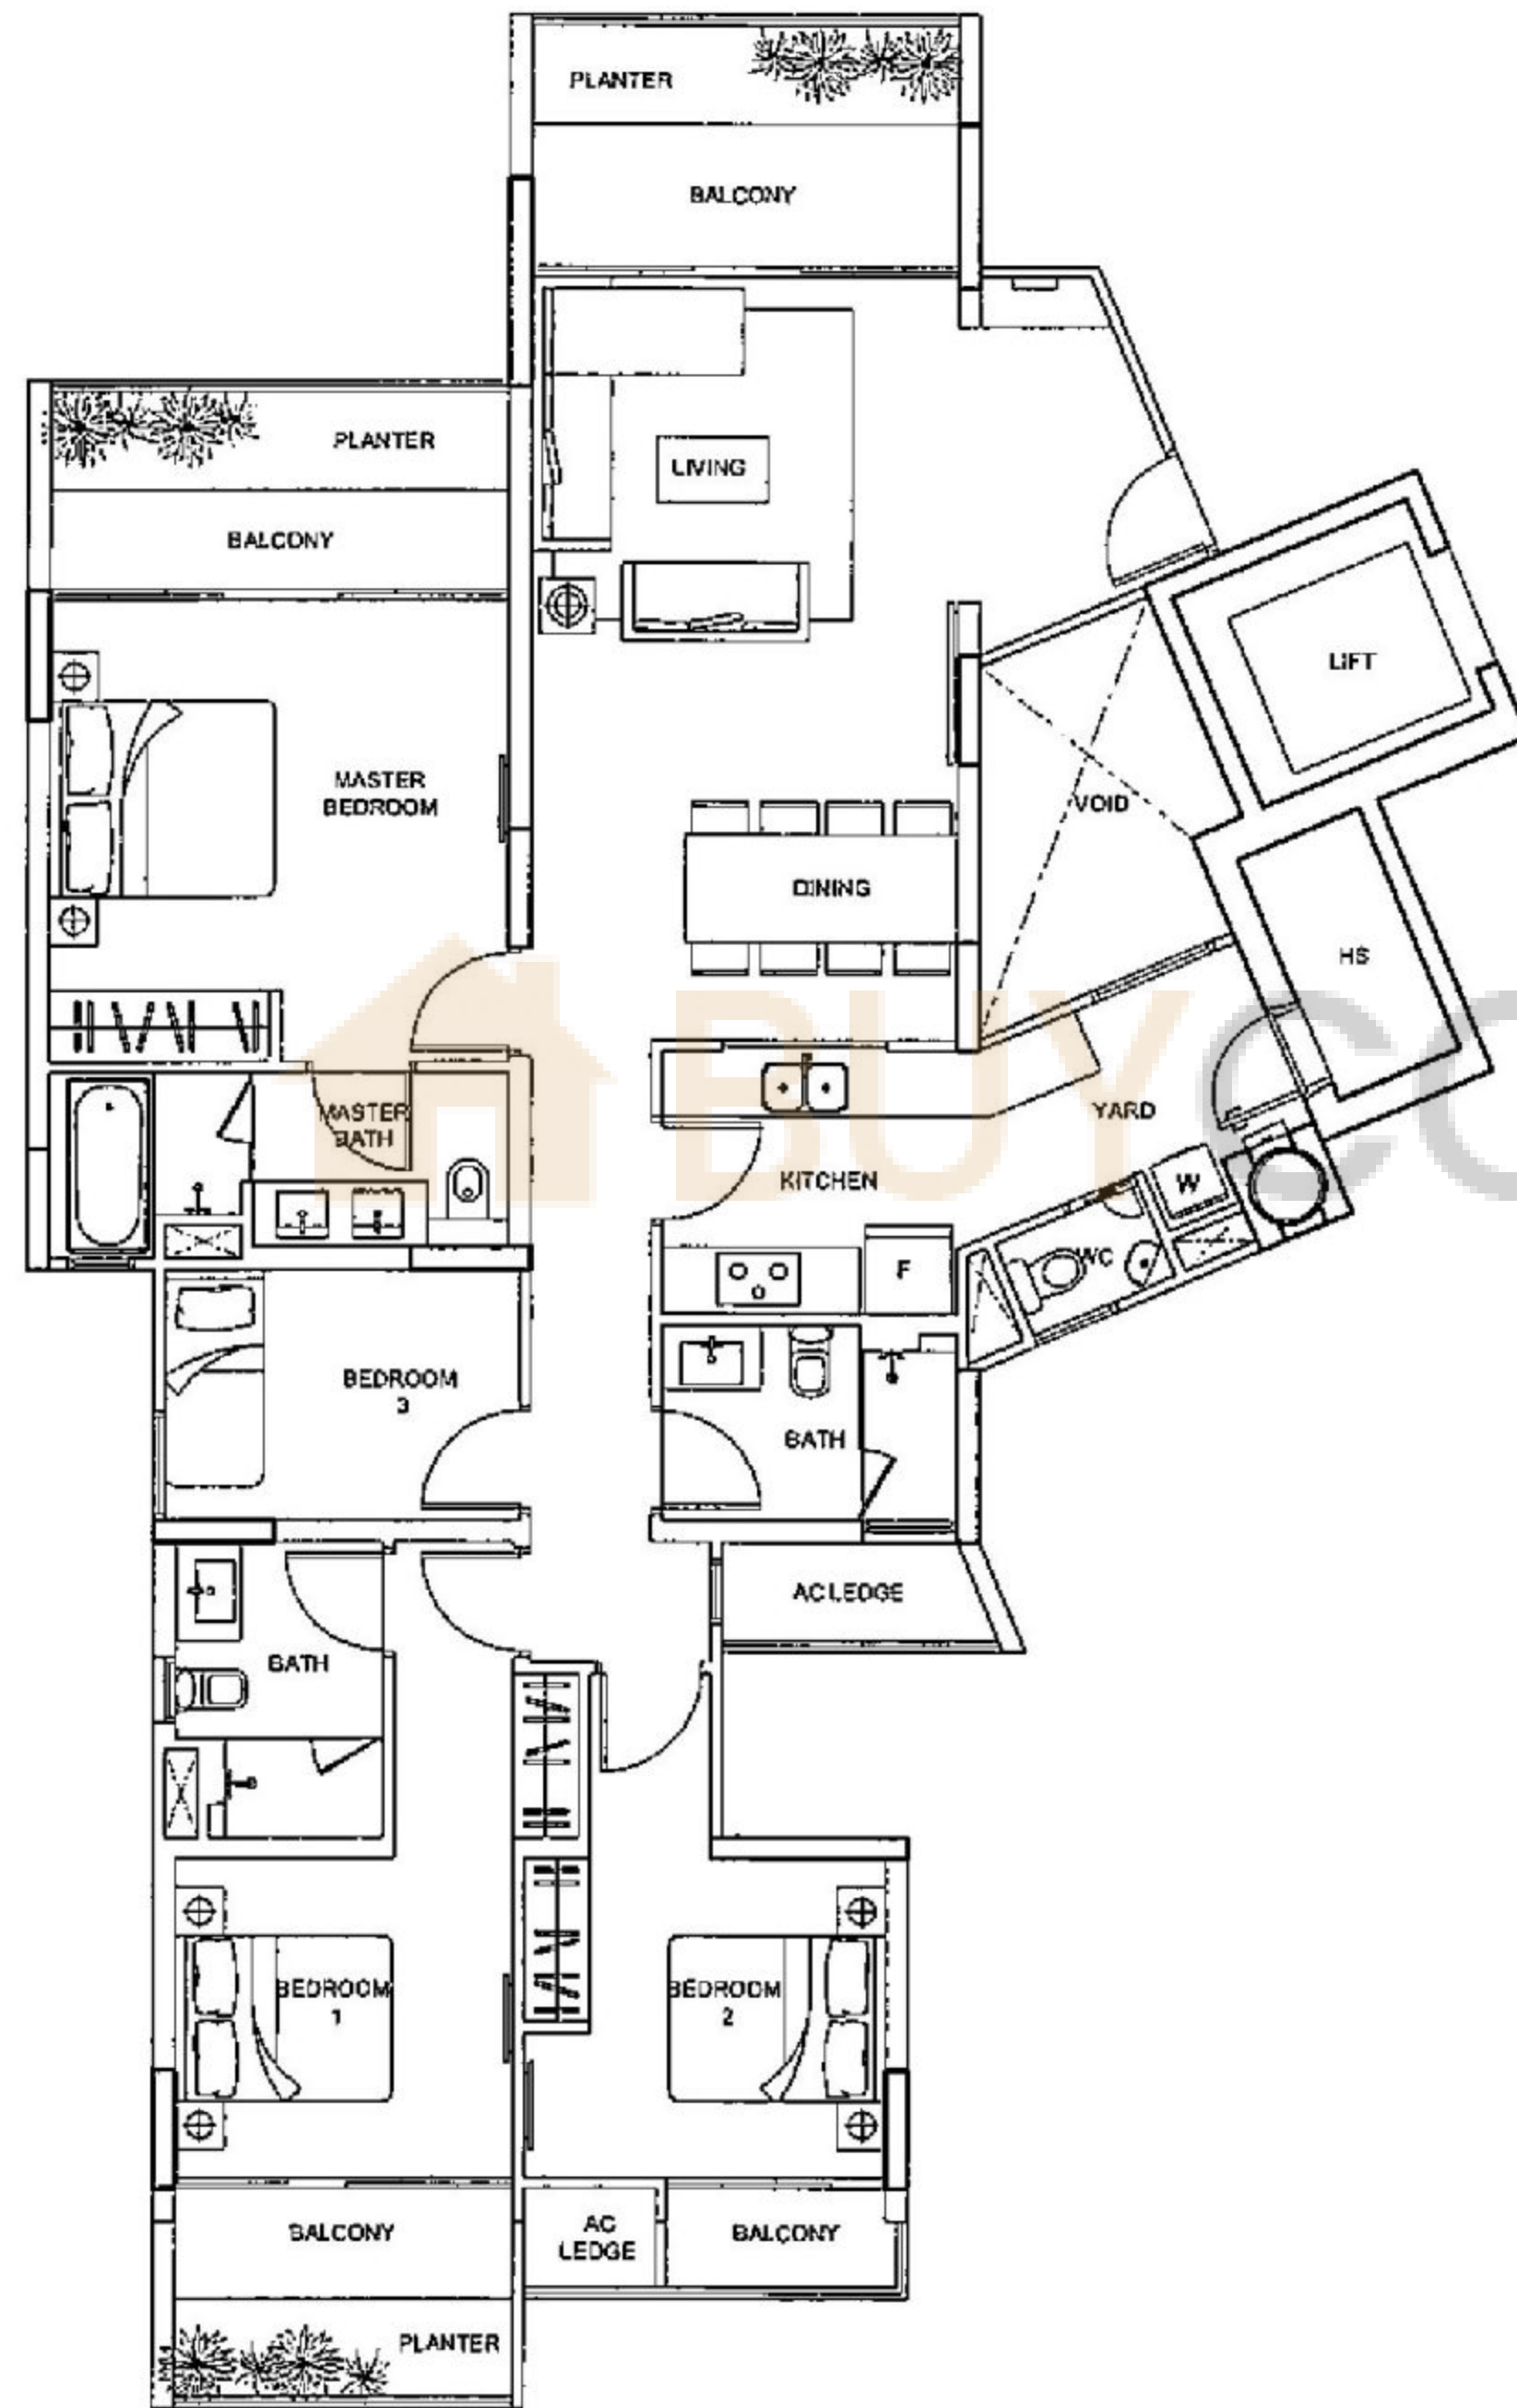 PLANTER
BALCONY
PLANTER
LIVING
BALCONY
LIFT
MASTER
BEDROOM
VOID
DINING
HS
BUYCO
MASTER
BATH
YARD
KITCHEN
W
WC
F
BEDROOM
3
BATH
AC LEDGE
BATH
BEDROOM
1
BEDROOM
2
BALCONY
AC
LEDGE
BALCONY
PLANTER